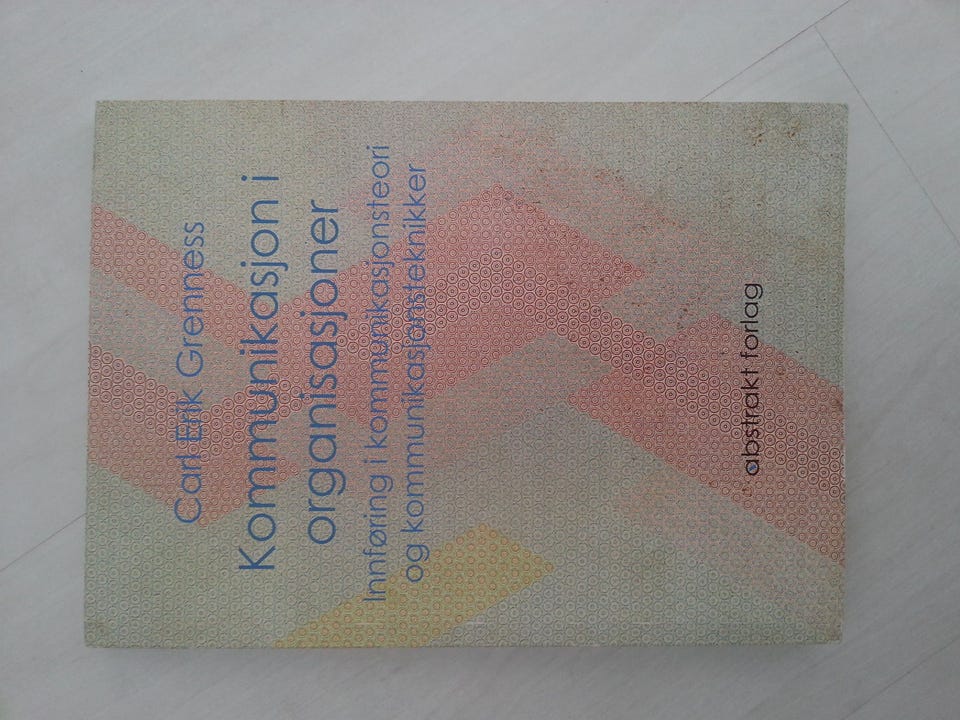 Carl Erik Grenness
Kommunikasjon i
organisasjoner
Innføring i kommunikasjonsteori
og kommunikasjonsteknikker
abstrakt forlag